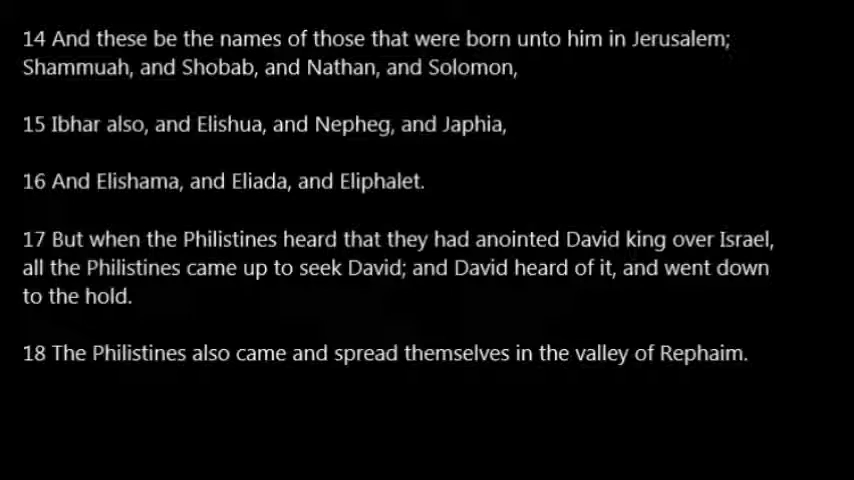 14 And these be the names of those that were born unto him in Jerusalem;
Shammuah, and Shobab, and Nathan, and Solomon,
15 Ibhar also, and Elishua, and Nepheg, and Japhia,
16 And Elishama, and Eliada, and Eliphalet.
17 But when the Philistines heard that they had anointed David king over Israel,
all the Philistines came up to seek David; and David heard of it, and went down
to the hold.
18 The Philistines also came and spread themselves in the valley of Rephaim.